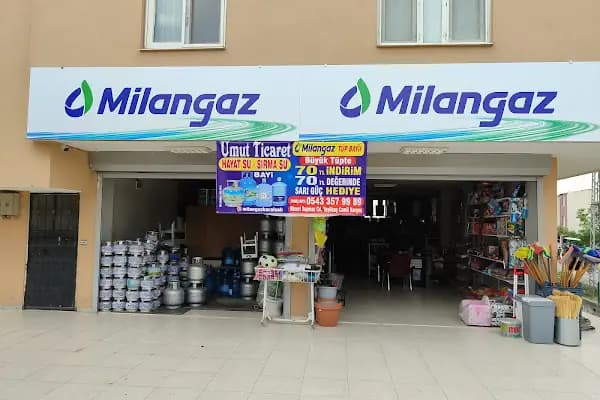 Milangaz
Milangaz
Umut Ticaret
HAYAT SU - SIRMA SU
BAYİ
Milangaz TÜP BAYİİ
Büyük Tüpte
70 TL İNDİRİM
70 TL DEĞERİNDE
SARI GÜÇ HEDİYE
0543 357 99 89